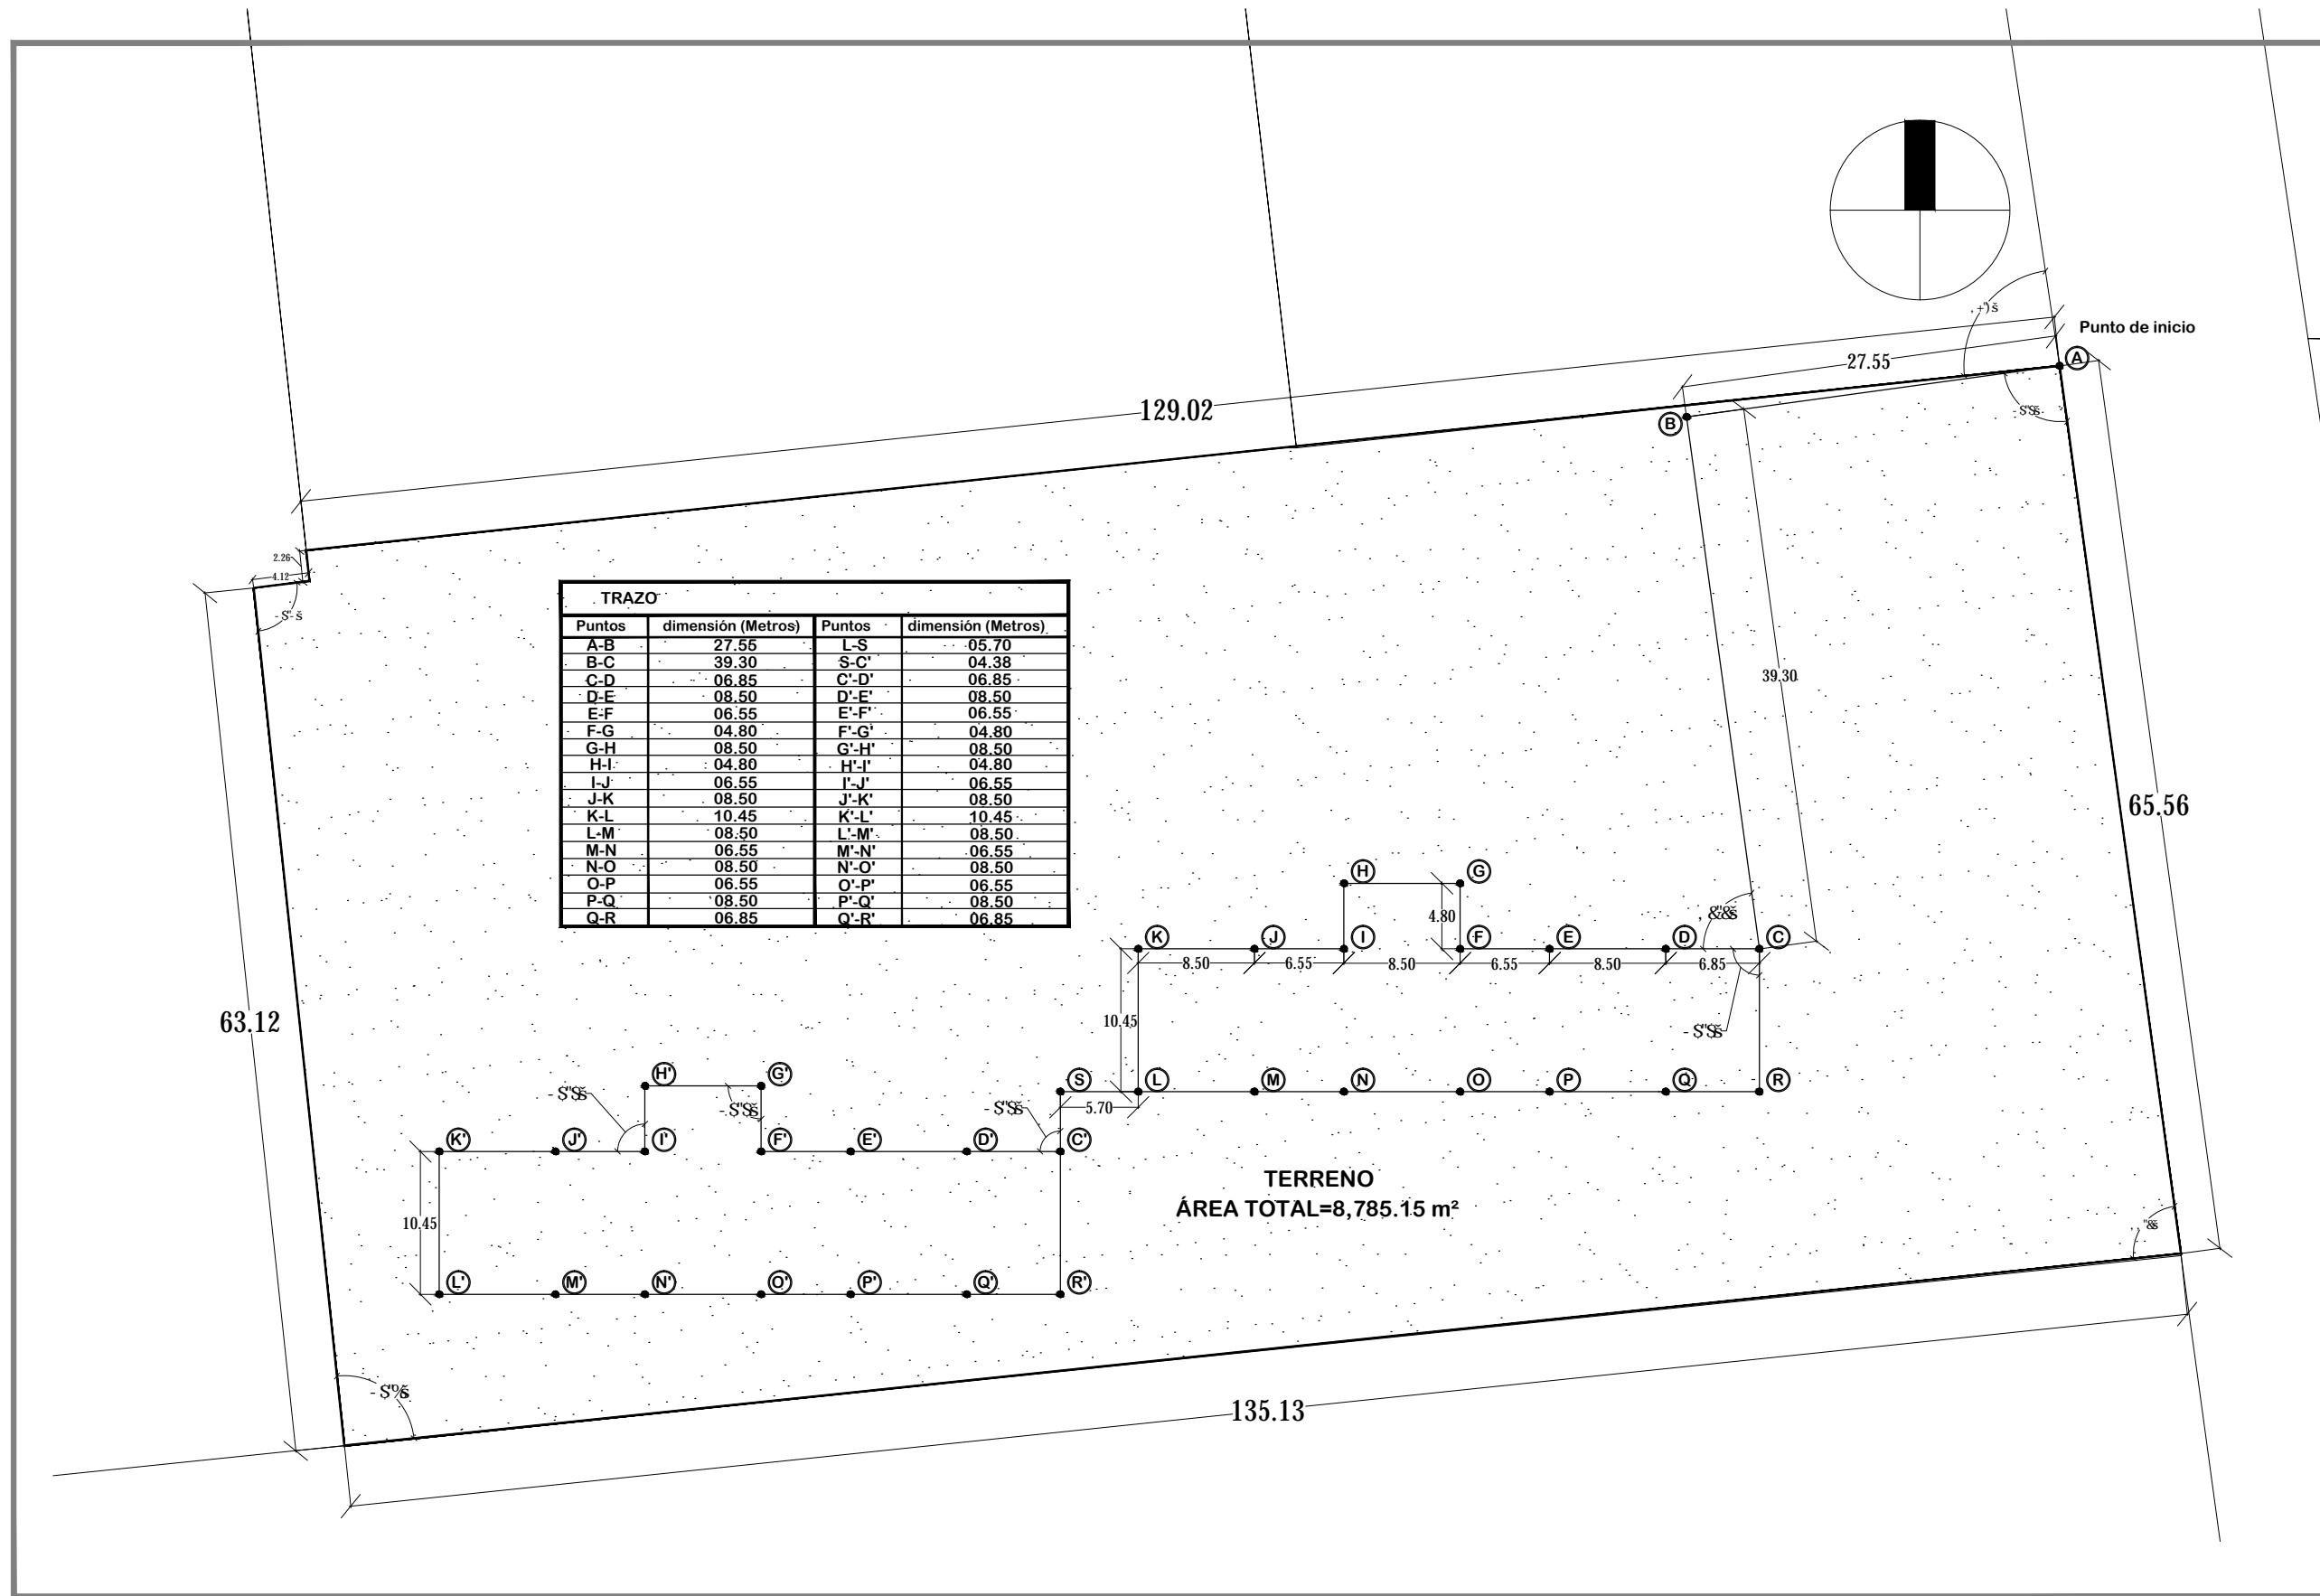 Punto de inicio
A
27.55
129.02
B
2.26
4.12
TRAZO
Puntos dimensión (Metros) Puntos dimensión (Metros)
A-B 27.55 L-S 05.70
B-C 39.30 S-C' 04.38
C-D 06.85 C'-D' 06.85
D-E 08.50 D'-E' 08.50
E-F 06.55 E'-F' 06.55
F-G 04.80 F'-G' 04.80
G-H 08.50 G'-H' 08.50
H-I 04.80 H'-I' 04.80
I-J 06.55 I'-J' 06.55
J-K 08.50 J'-K' 08.50
K-L 10.45 K'-L' 10.45
L-M 08.50 L'-M' 08.50
M-N 06.55 M'-N' 06.55
N-O 08.50 N'-O' 08.50
O-P 06.55 O'-P' 06.55
P-Q 08.50 P'-Q' 08.50
Q-R 06.85 Q'-R' 06.85
39.30
65.56
H G
4.80
K J I F E D C
8.50 6.55 8.50 6.55 8.50 6.85
63.12
10.45
H' G'
S L M N O P Q R
5.70
K' J' I' F' E' D' C'
TERRENO
ÁREA TOTAL=8,785.15 m²
10.45
L' M' N' O' P' Q' R'
135.13